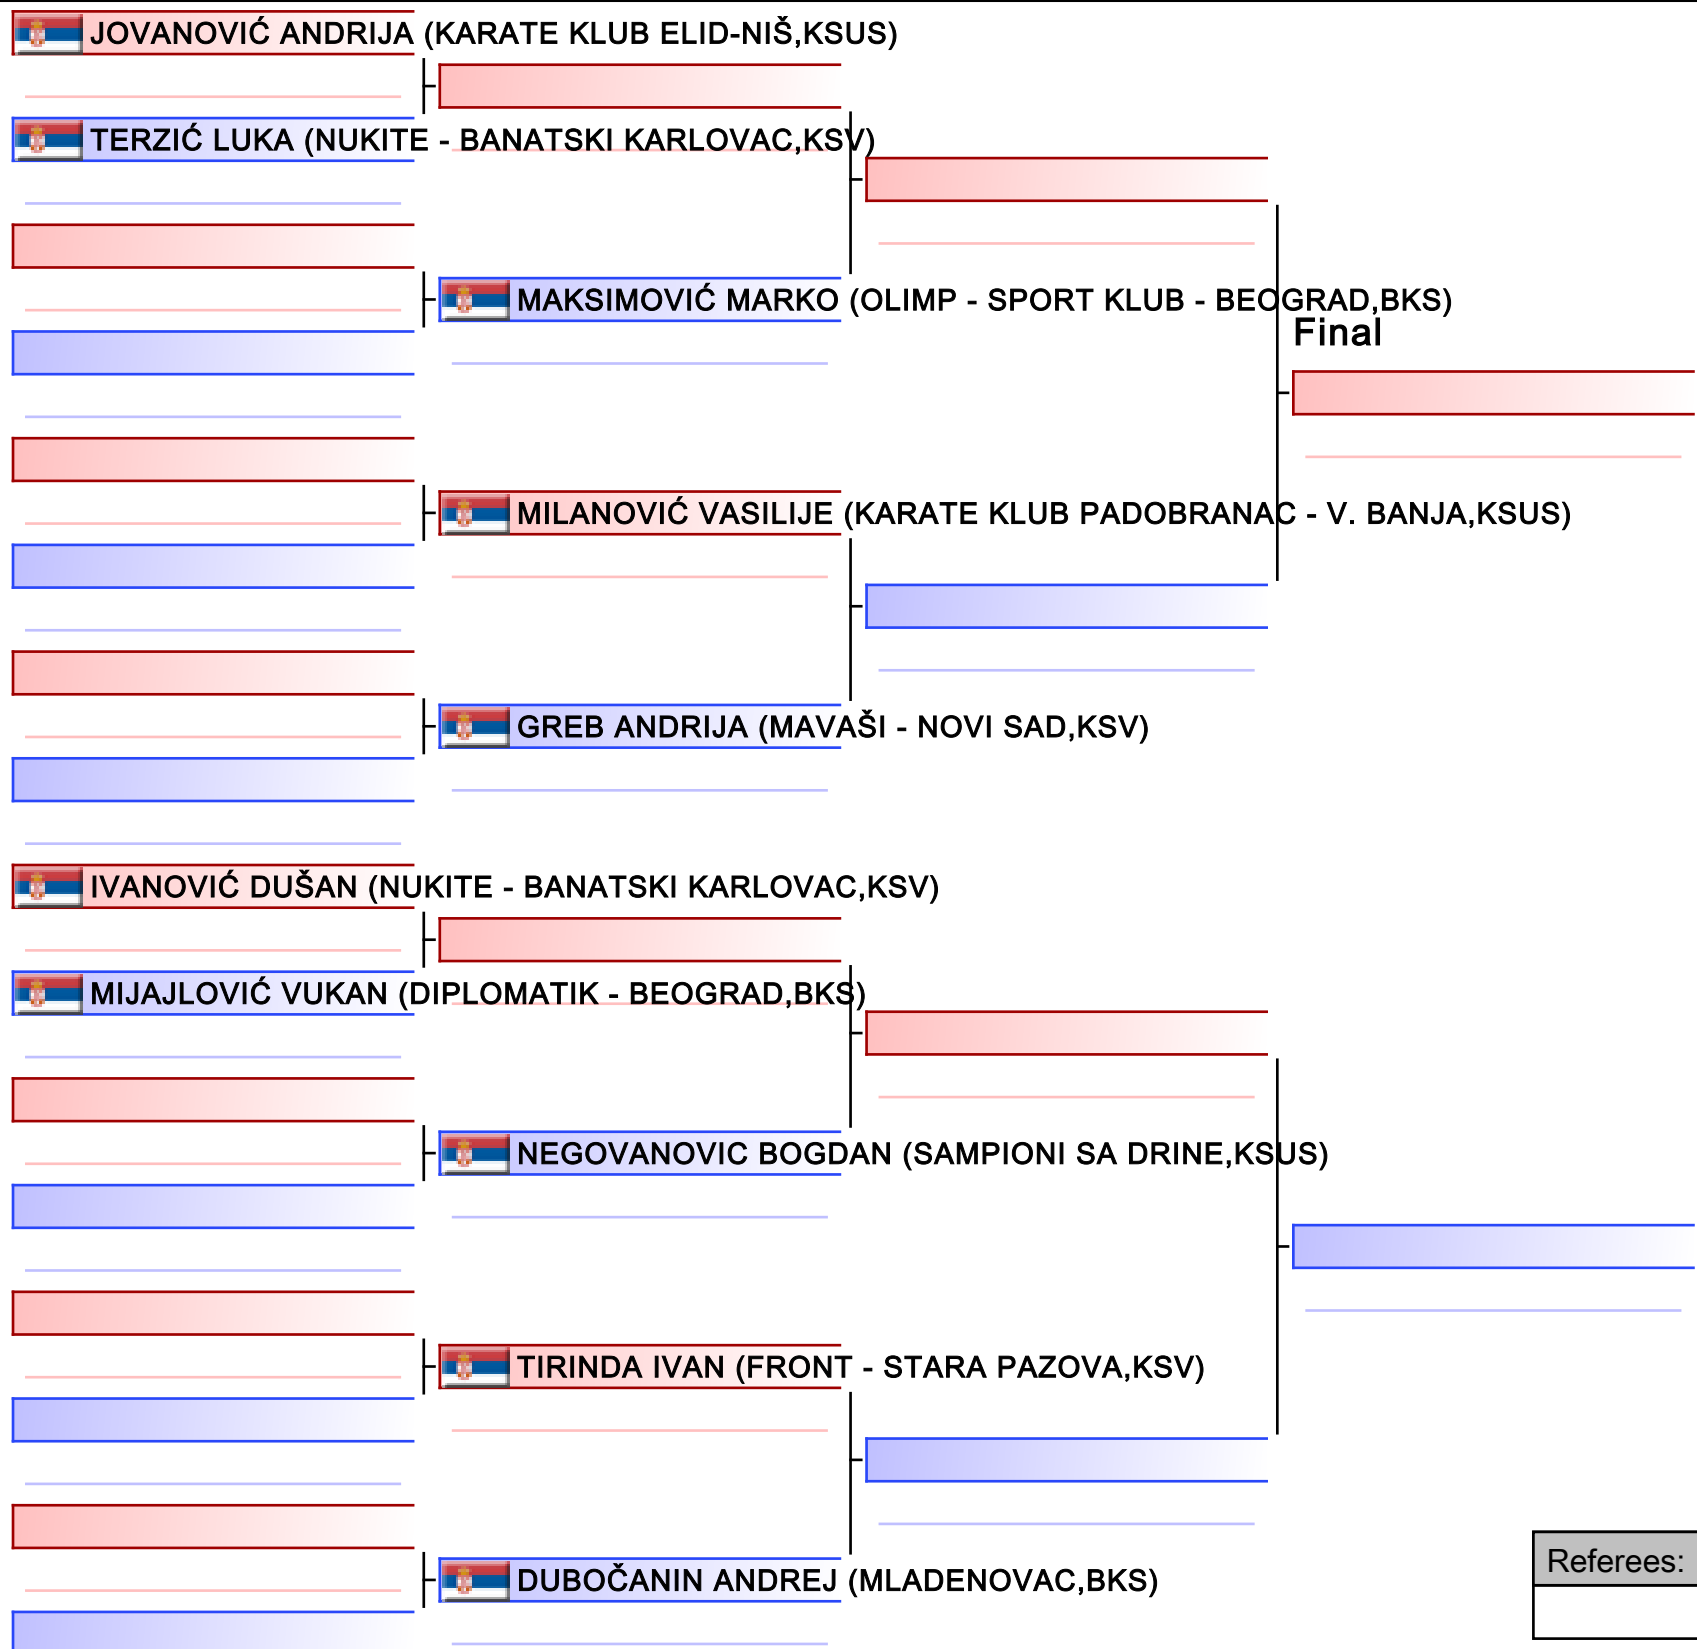 JOVANOVIĆ ANDRIJA (KARATE KLUB ELID-NIŠ,KSUS)
TERZIĆ LUKA (NUKITE - BANATSKI KARLOVAC,KSV)
MAKSIMOVIĆ MARKO (OLIMP - SPORT KLUB - BEOGRAD,BKS)
Final
MILANOVIĆ VASILIJE (KARATE KLUB PADOBRANAC - V. BANJA,KSUS)
GREB ANDRIJA (MAVAŠI - NOVI SAD,KSV)
IVANOVIĆ DUŠAN (NUKITE - BANATSKI KARLOVAC,KSV)
MIJAJLOVIĆ VUKAN (DIPLOMATIK - BEOGRAD,BKS)
NEGOVANOVIC BOGDAN (SAMPIONI SA DRINE,KSUS)
TIRINDA IVAN (FRONT - STARA PAZOVA,KSV)
Referees:
DUBOČANIN ANDREJ (MLADENOVAC,BKS)